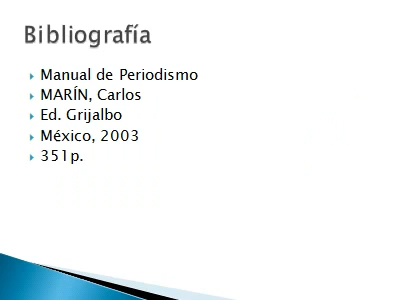 Bibliografía
Manual de Periodismo
MARÍN, Carlos
Ed. Grijalbo
México, 2003
351p.